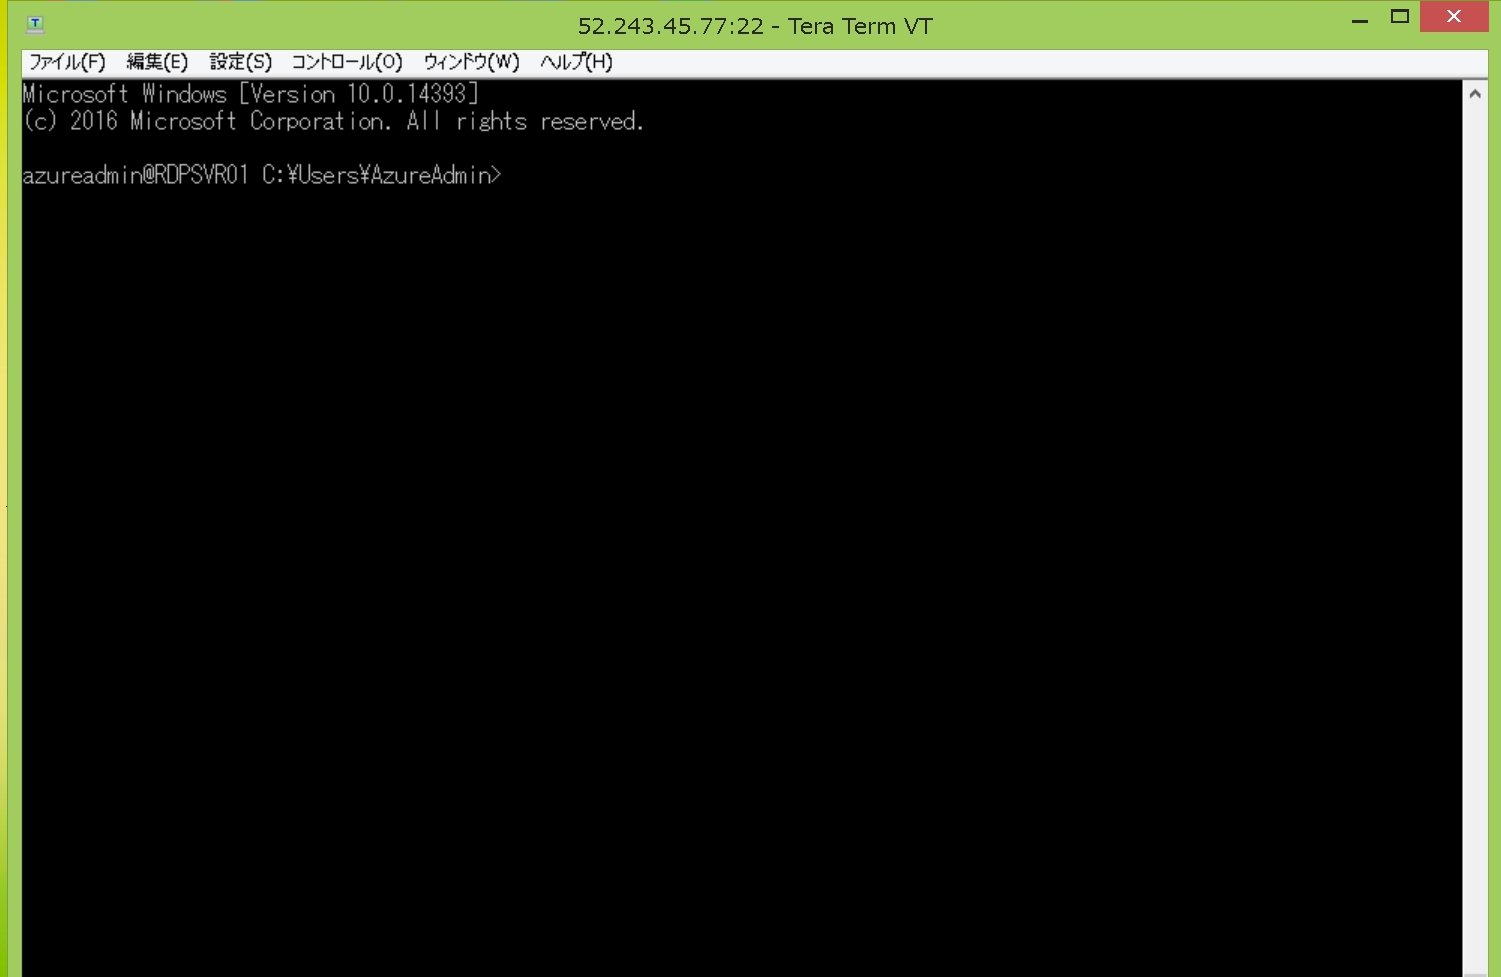 52.243.45.77:22 - Tera Term VT
ファイル(F) 編集(E) 設定(S) コントロール(O) ウィンドウ(W) ヘルプ(H)
Microsoft Windows [Version 10.0.14393]
(c) 2016 Microsoft Corporation. All rights reserved.
azureadmin@RDPSVR01 C:¥Users¥AzureAdmin>